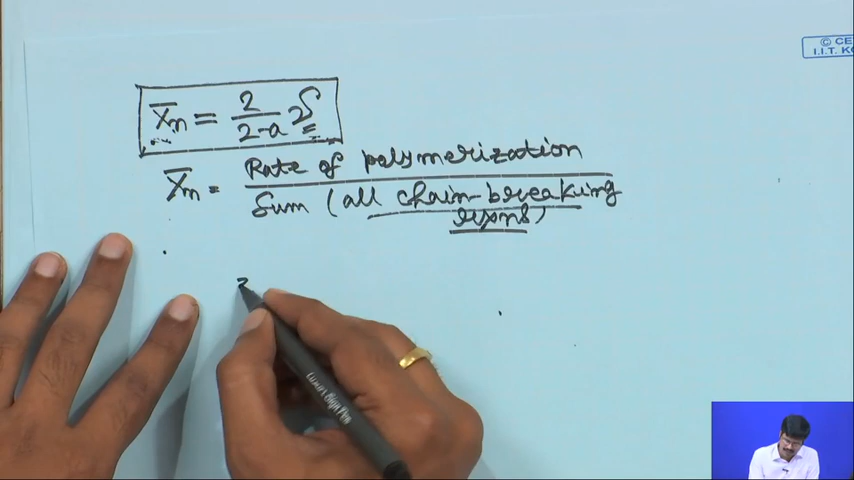 © CE
I.I.T. K
X̄n = 2/(2-a) ν
X̄n = Rate of polymerization
Sum (all chain-breaking
rxns)